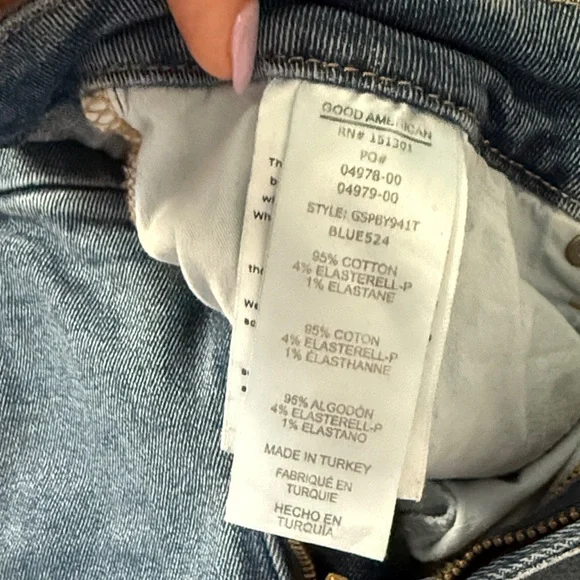 GOOD AMERICAN
RN# 151301
PO#
04978-00
04979-00
STYLE: GSPBY941T
BLUE524
95% COTTON
4% ELASTERELL-P
1% ELASTANE
95% COTON
4% ELASTERELL-P
1% ÉLASTHANNE
95% ALGODÓN
4% ELASTERELL-P
1% ELASTANO
MADE IN TURKEY
FABRIQUÉ EN
TURQUIE
HECHO EN
TURQUÍA